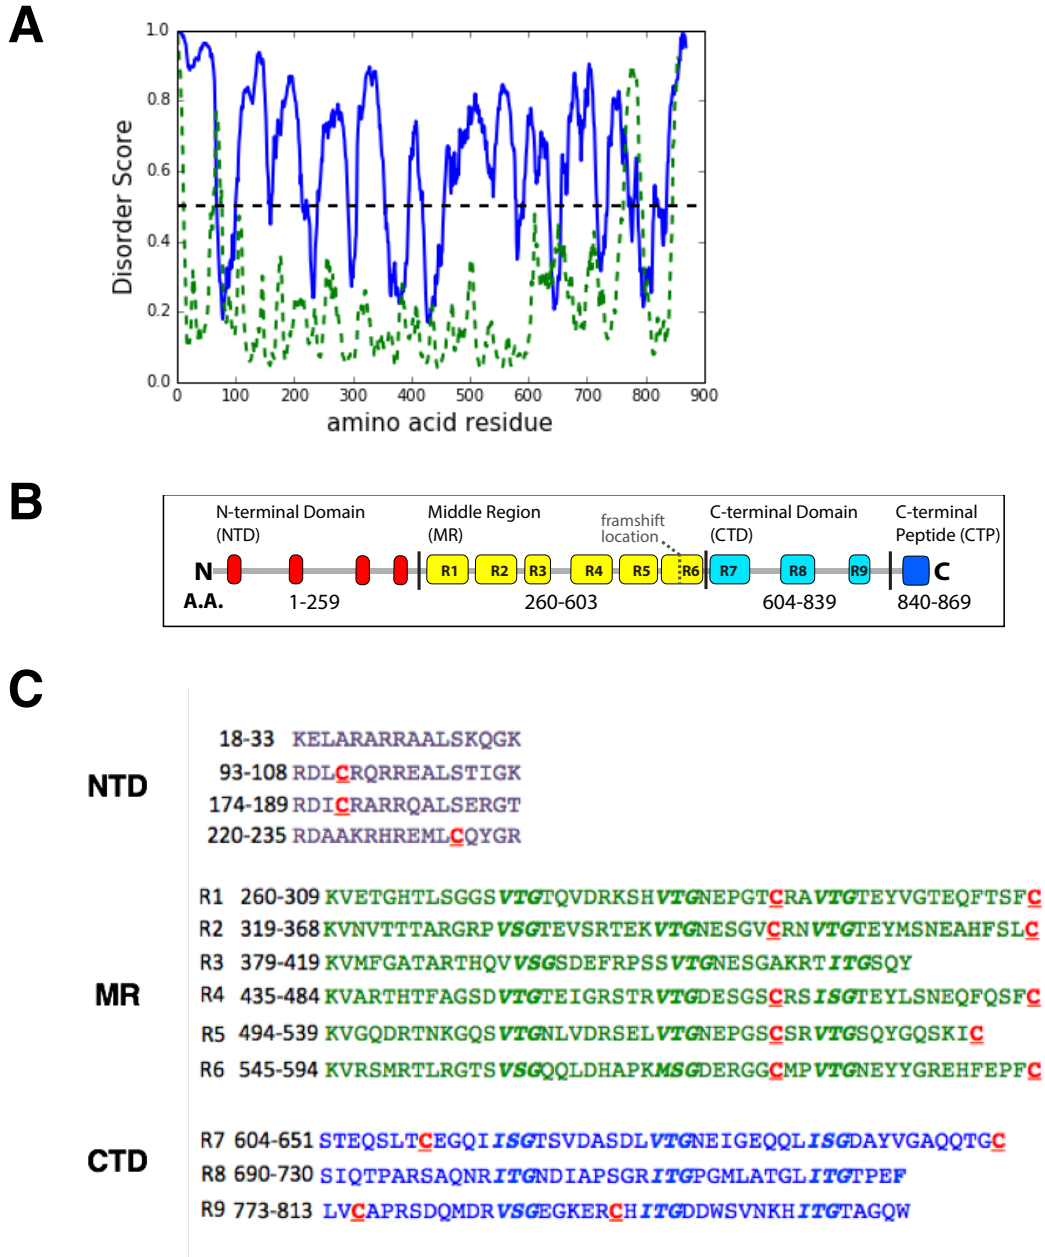 A
1.0
0.8
0.6
0.4
0.2
0.0
Disorder Score
0 100 200 300 400 500 600 700 800 900
amino acid residue
B
N-terminal Domain
(NTD)
Middle Region
(MR)
framshift
location
C-terminal Domain
(CTD)
C-terminal
Peptide (CTP)
N R1 R2 R3 R4 R5 R6 R7 R8 R9 C
A.A. 1-259 260-603 604-839 840-869
C
NTD
18-33 KELARARRAALSKQGK
93-108 RDLCRQRREALSTIGK
174-189 RDICRARRQALSERGT
220-235 RDAAKRHREMLCQYGR
MR
R1 260-309 KVETGHTLSGGSVTGTQVDRKSHVTGNEPGTCRAVTGTEYVGTEQFTSFC
R2 319-368 KVNVTTTARGRPVSGTEVSRTEKVTGNESGVCRNVTGTEYMSNEAHFSLC
R3 379-419 KVMFGATARTHQVVSGSDEFRPSSVTGNESGAKRTITGSQY
R4 435-484 KVARTHTFAGSDVTGTEIGRSTRVTGDESGSCRSISGTEYLSNEQFQSFC
R5 494-539 KVGQDRTNKGQSVTGNLVDRSELVTGNEPGSCSRVTGSQYGQSKIC
R6 545-594 KVRSMRTLRGTSVSGQQLDHAPKMSGDERGGCMPVTGNEYYGREHFEPFC
CTD
R7 604-651 STEQSLTCEGQIISGTSVDASDLVTGNEIGEQQLISGDAYVGAQQTGC
R8 690-730 SIQTPARSAQNRITGNDIAPSGRITGPGMLATGLITGTPEF
R9 773-813 LVCAPRSDQMDRVSGEGKERCHITGDDWSVNKHITGTAGQW